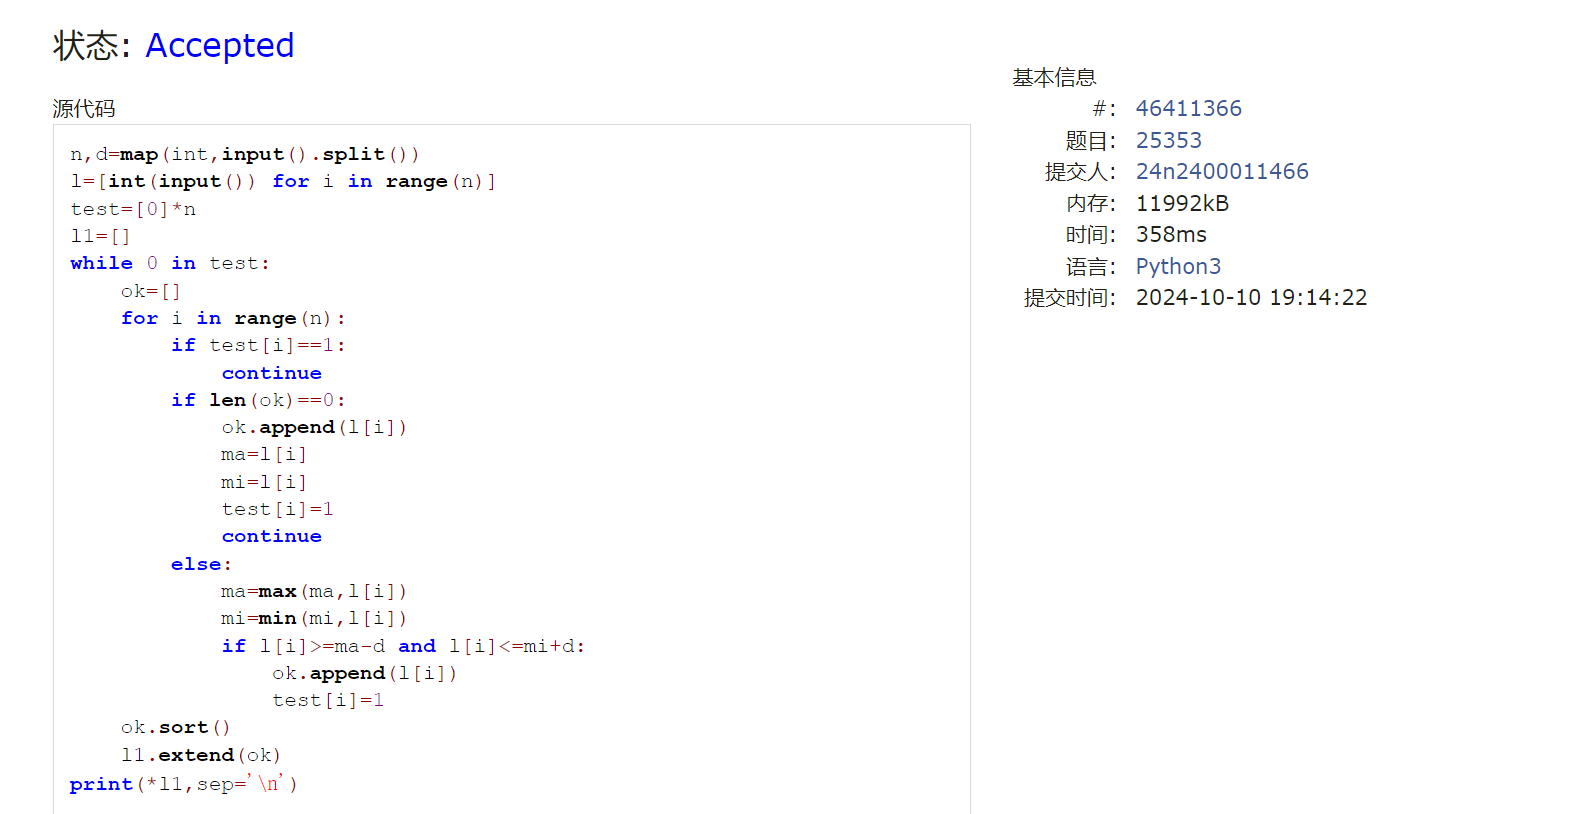 状态: Accepted
源代码
n,d=map(int,input().split())
l=[int(input()) for i in range(n)]
test=[0]*n
l1=[]
while 0 in test:
    ok=[]
    for i in range(n):
        if test[i]==1:
            continue
        if len(ok)==0:
            ok.append(l[i])
            ma=l[i]
            mi=l[i]
            test[i]=1
            continue
        else:
            ma=max(ma,l[i])
            mi=min(mi,l[i])
            if l[i]>=ma-d and l[i]<=mi+d:
                ok.append(l[i])
                test[i]=1
    ok.sort()
    l1.extend(ok)
print(*l1,sep='\n')
基本信息
#: 46411366
题目: 25353
提交人: 24n2400011466
内存: 11992kB
时间: 358ms
语言: Python3
提交时间: 2024-10-10 19:14:22